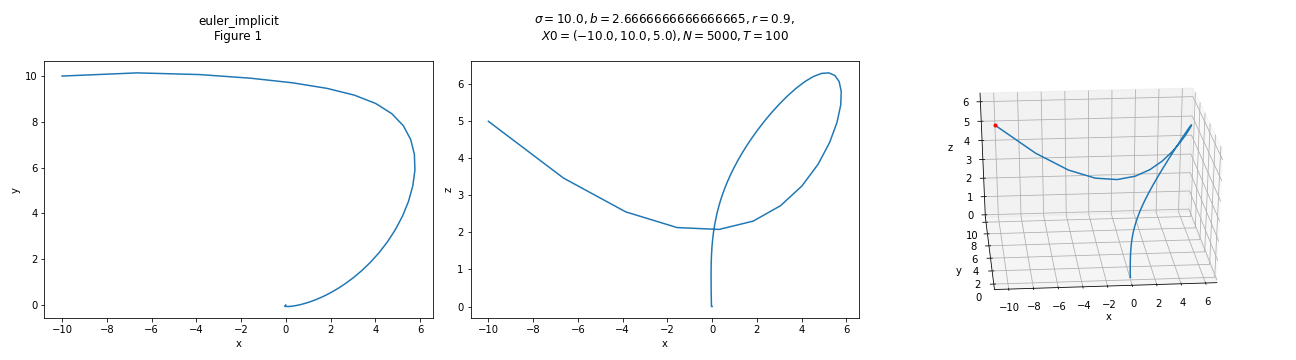 euler_implicit
Figure 1
σ = 10.0, b = 2.6666666666666665, r = 0.9,
X0 = (−10.0, 10.0, 5.0), N = 5000, T = 100
10
8
6
4
2
0
y
−10 −8 −6 −4 −2 0 2 4 6
x
6
5
4
3
2
1
0
z
−10 −8 −6 −4 −2 0 2 4 6
x
6
5
4
3
2
1
0
z
10
8
6
4
2
0
y
−10 −8 −6 −4 −2 0 2 4 6
x